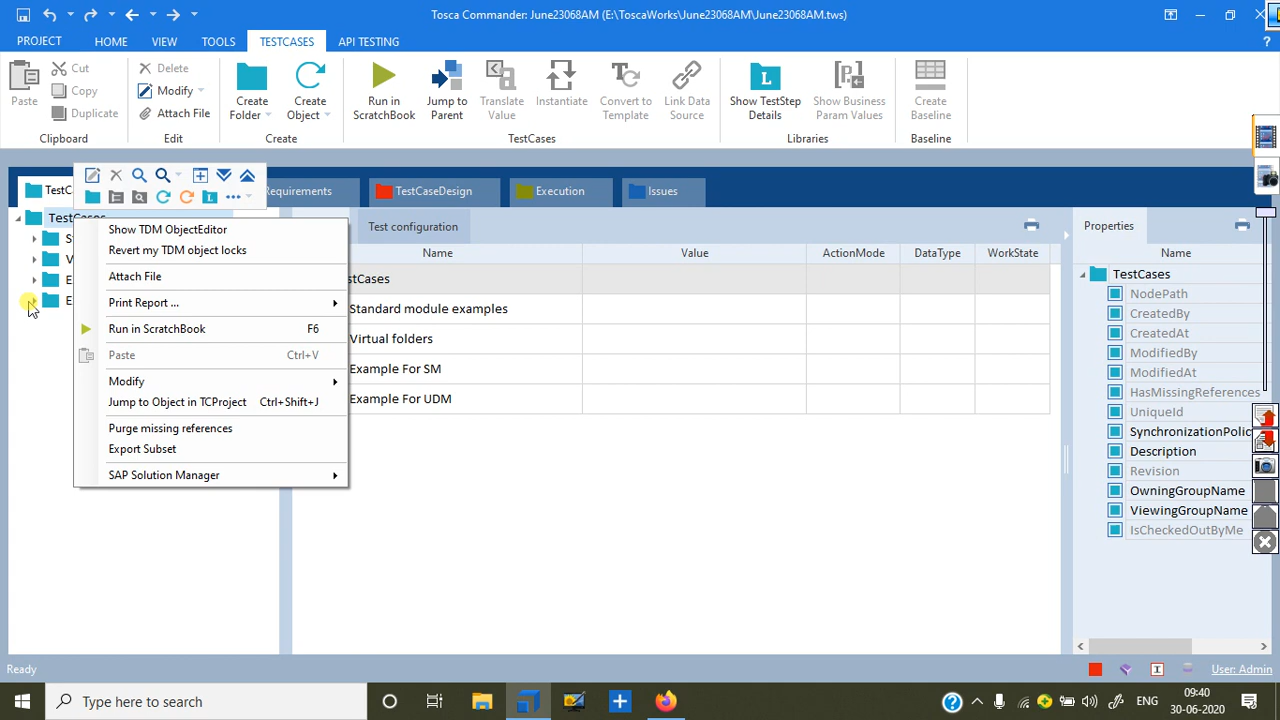 Tosca Commander: June23068AM (E:\ToscaWorks\June23068AM\June23068AM.tws)
PROJECT HOME VIEW TOOLS TESTCASES API TESTING ?
Paste
Cut
Copy
Duplicate
Clipboard
Delete
Modify
Attach File
Edit
Create Folder
Create Object
Create
Run in ScratchBook
Jump to Parent
Translate Value
Instantiate
Convert to Template
Link Data Source
TestCases
Show TestStep Details
Show Business Param Values
Libraries
Create Baseline
Baseline
TestC
Requirements
TestCaseDesign
Execution
Issues
TestCases
S
V
E
E
Show TDM ObjectEditor
Revert my TDM object locks
Attach File
Print Report ...
Run in ScratchBook F6
Paste Ctrl+V
Modify
Jump to Object in TCProject Ctrl+Shift+J
Purge missing references
Export Subset
SAP Solution Manager
Test configuration
Name Value ActionMode DataType WorkState
stCases
Standard module examples
Virtual folders
Example For SM
Example For UDM
Properties
Name
TestCases
NodePath
CreatedBy
CreatedAt
ModifiedBy
ModifiedAt
HasMissingReferences
UniqueId
SynchronizationPolic
Description
Revision
OwningGroupName
ViewingGroupName
IsCheckedOutByMe
Ready
User: Admin
Type here to search
ENG
09:40
30-06-2020